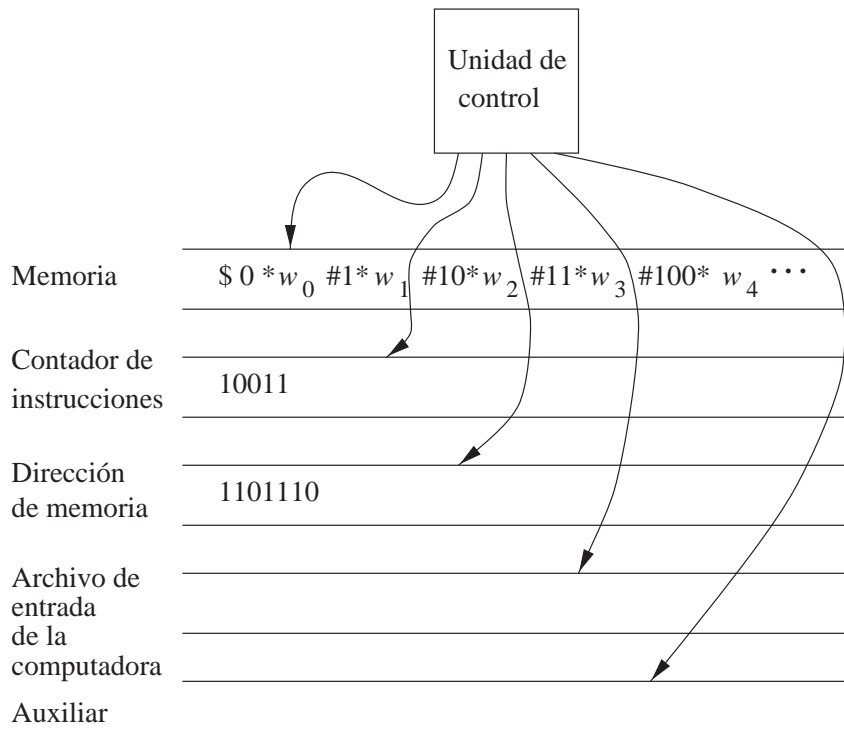 Unidad de
control
Memoria
$ 0 *w0 #1* w1 #10*w2 #11*w3 #100* w4 ···
Contador de
instrucciones
10011
Dirección
de memoria
1101110
Archivo de
entrada
de la
computadora
Auxiliar